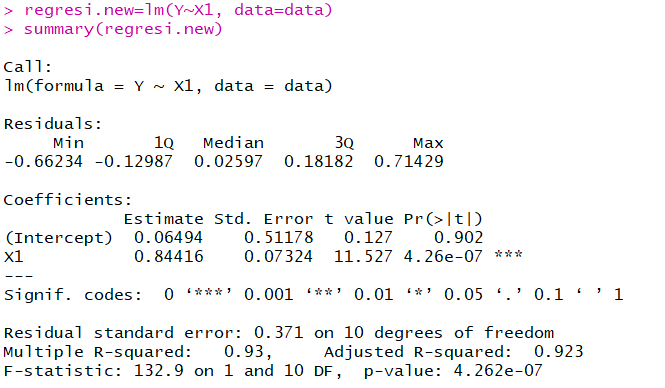 > regresi.new=lm(Y~X1, data=data)
> summary(regresi.new)
Call:
lm(formula = Y ~ X1, data = data)
Residuals:
Min 1Q Median 3Q Max
-0.66234 -0.12987 0.02597 0.18182 0.71429
Coefficients:
Estimate Std. Error t value Pr(>|t|)
(Intercept) 0.06494 0.51178 0.127 0.902
X1 0.84416 0.07324 11.527 4.26e-07 ***
---
Signif. codes: 0 ‘***’ 0.001 ‘**’ 0.01 ‘*’ 0.05 ‘.’ 0.1 ‘ ’ 1
Residual standard error: 0.371 on 10 degrees of freedom
Multiple R-squared: 0.93, Adjusted R-squared: 0.923
F-statistic: 132.9 on 1 and 10 DF, p-value: 4.262e-07